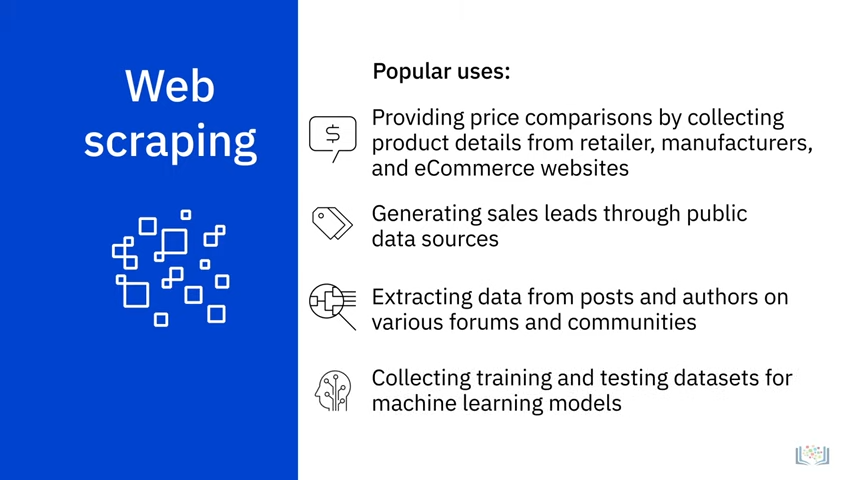 Web
scraping
Popular uses:
$
Providing price comparisons by collecting
product details from retailer, manufacturers,
and eCommerce websites
Generating sales leads through public
data sources
Extracting data from posts and authors on
various forums and communities
Collecting training and testing datasets for
machine learning models